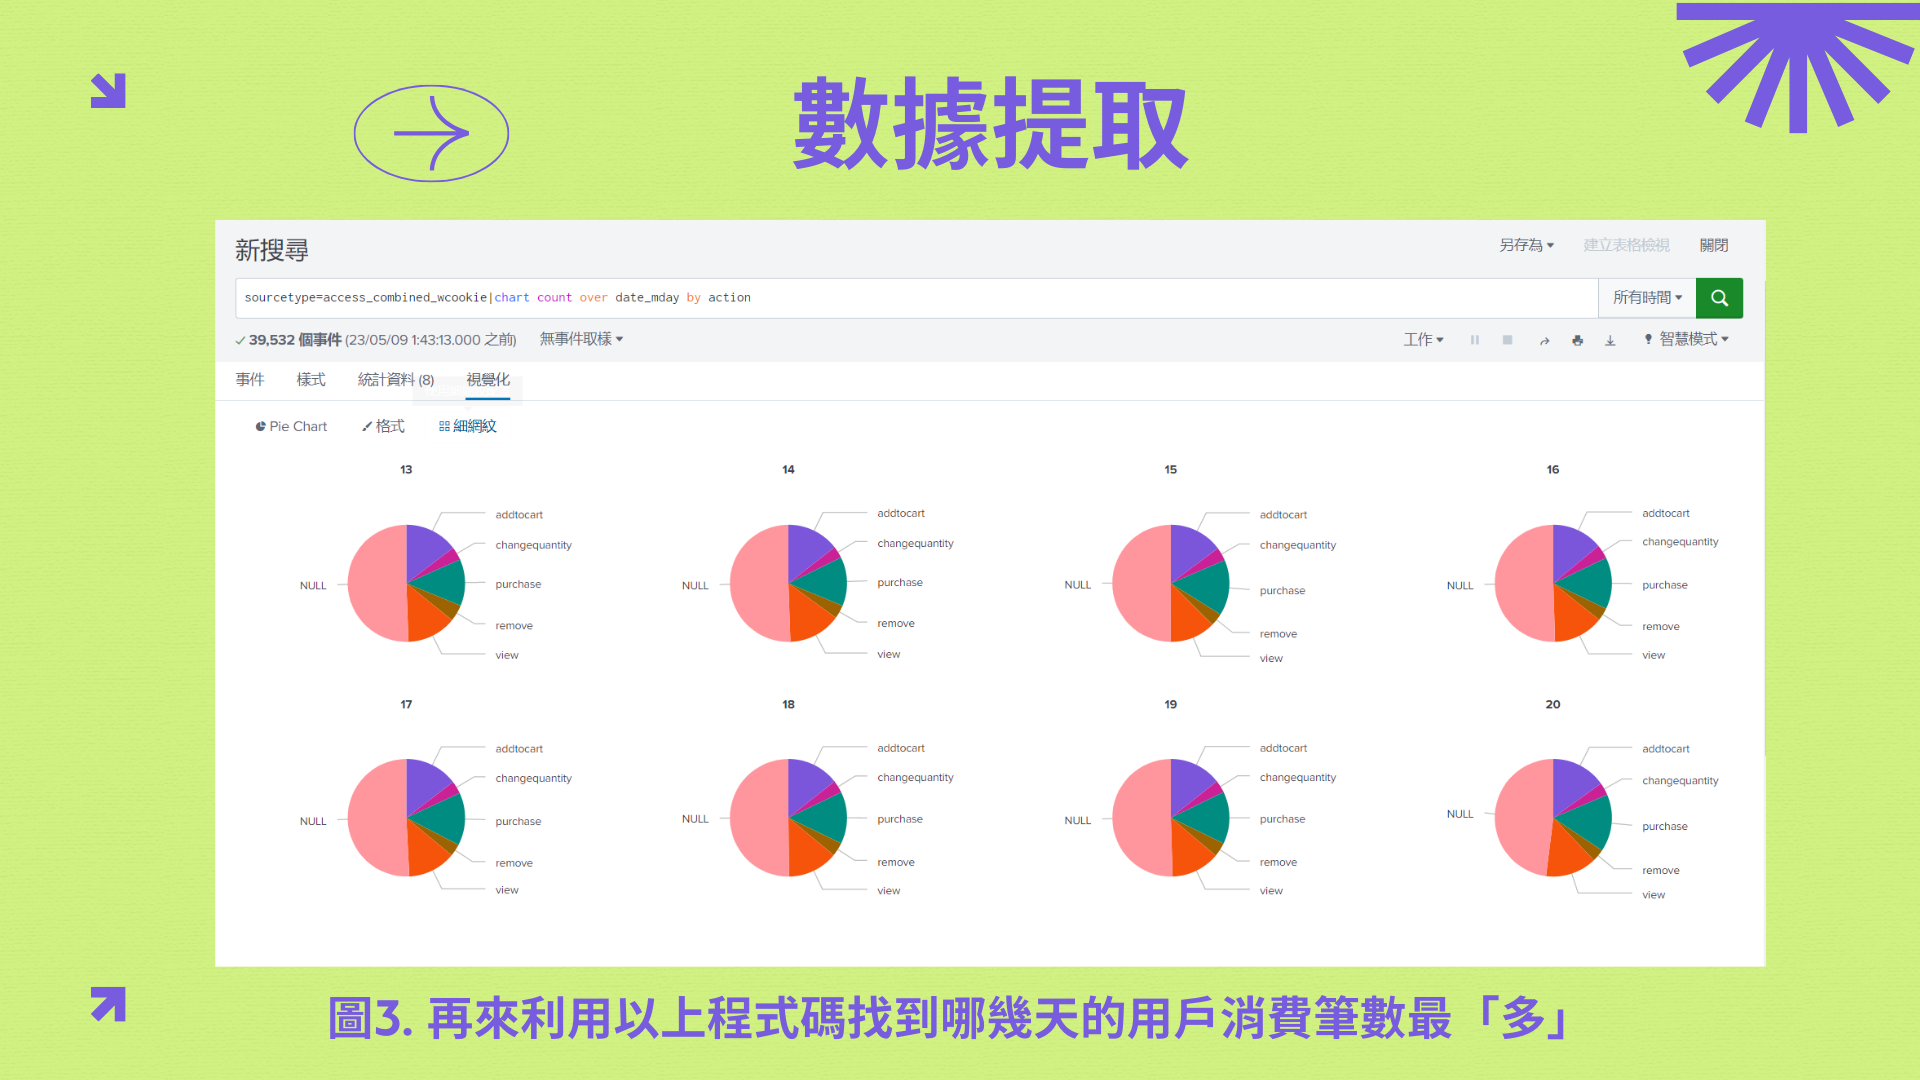 數據提取
新搜尋
另存為 建立表格檢視 關閉
sourcetype=access_combined_wcookie|chart count over date_mday by action
所有時間
39,532 個事件 (23/05/09 1:43:13.000 之前) 無事件取樣
工作 智慧模式
事件 樣式 統計資料 (8) 視覺化
Pie Chart 格式 細網紋
13
addtocart
changequantity
purchase
remove
view
NULL
14
addtocart
changequantity
purchase
remove
view
NULL
15
addtocart
changequantity
purchase
remove
view
NULL
16
addtocart
changequantity
purchase
remove
view
NULL
17
addtocart
changequantity
purchase
remove
view
NULL
18
addtocart
changequantity
purchase
remove
view
NULL
19
addtocart
changequantity
purchase
remove
view
NULL
20
addtocart
changequantity
purchase
remove
view
NULL
圖3. 再來利用以上程式碼找到哪幾天的用戶消費筆數最「多」